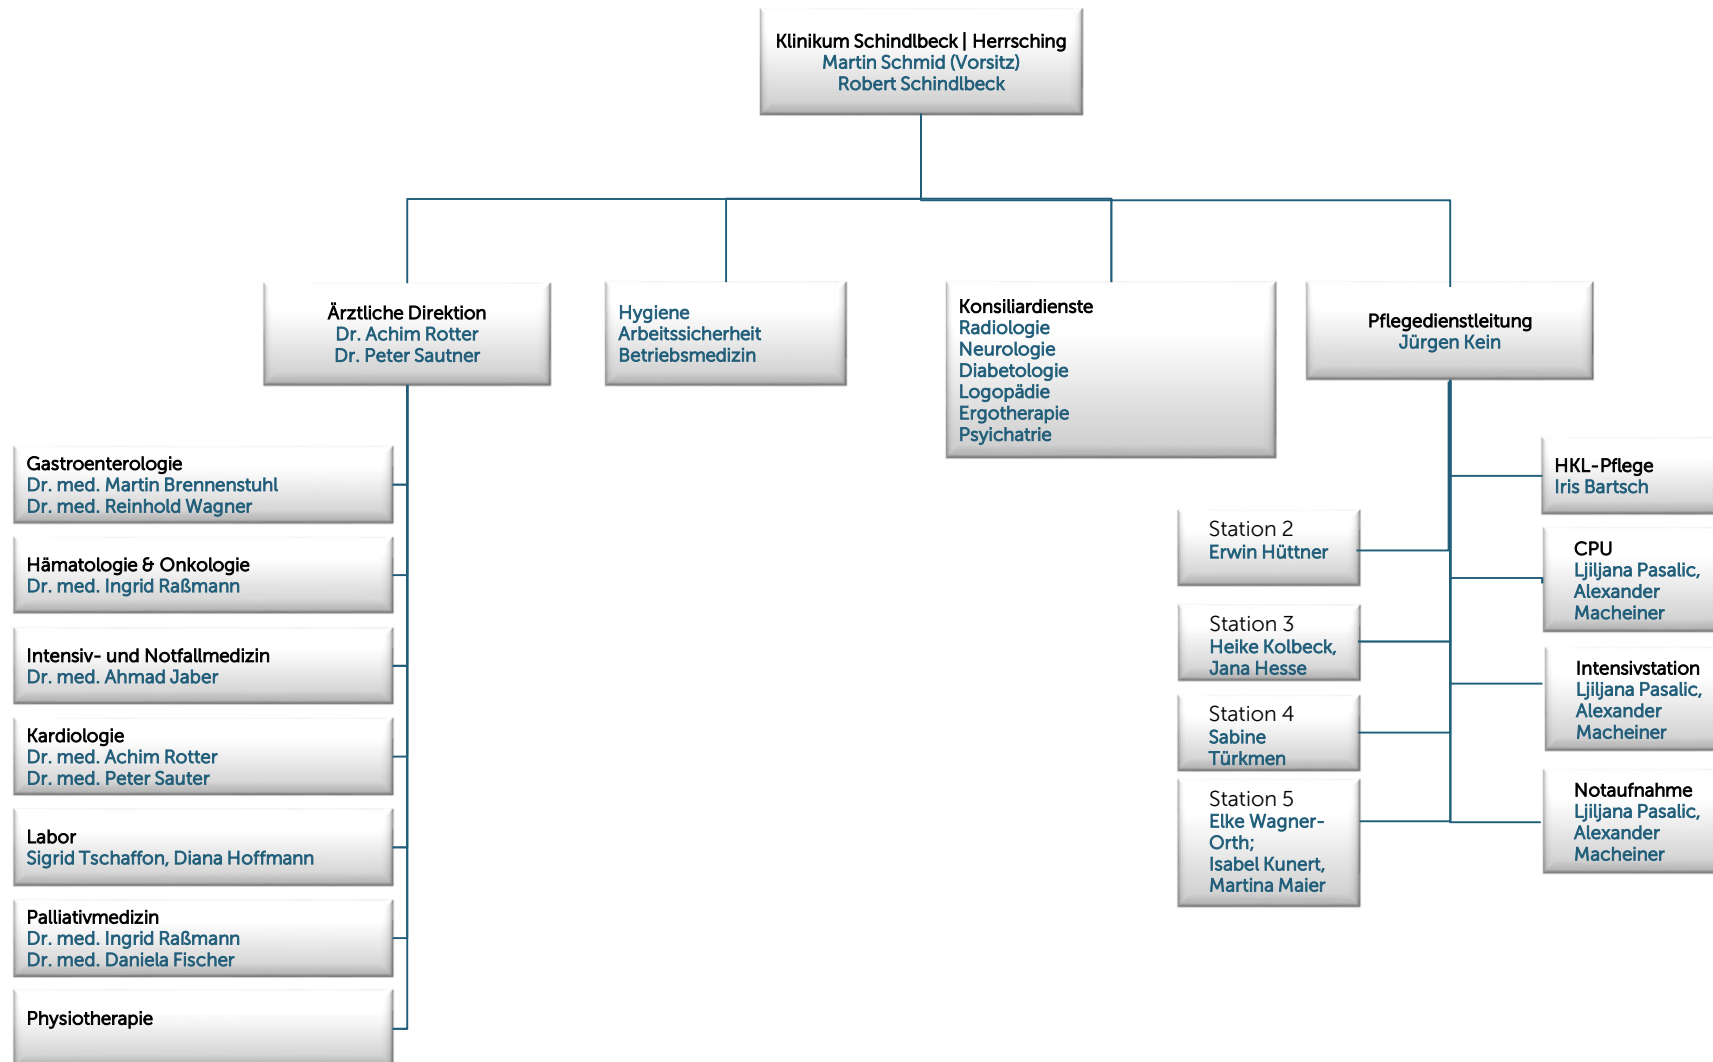 Klinikum Schindlbeck | Herrsching
Martin Schmid (Vorsitz)
Robert Schindlbeck
Ärztliche Direktion
Dr. Achim Rotter
Dr. Peter Sautner
Hygiene
Arbeitssicherheit
Betriebsmedizin
Konsiliardienste
Radiologie
Neurologie
Diabetologie
Logopädie
Ergotherapie
Psyichatrie
Pflegedienstleitung
Jürgen Kein
Gastroenterologie
Dr. med. Martin Brennenstuhl
Dr. med. Reinhold Wagner
Hämatologie & Onkologie
Dr. med. Ingrid Raßmann
Intensiv- und Notfallmedizin
Dr. med. Ahmad Jaber
Kardiologie
Dr. med. Achim Rotter
Dr. med. Peter Sauter
Labor
Sigrid Tschaffon, Diana Hoffmann
Palliativmedizin
Dr. med. Ingrid Raßmann
Dr. med. Daniela Fischer
Physiotherapie
Station 2
Erwin Hüttner
Station 3
Heike Kolbeck,
Jana Hesse
Station 4
Sabine
Türkmen
Station 5
Elke Wagner-
Orth;
Isabel Kunert,
Martina Maier
HKL-Pflege
Iris Bartsch
CPU
Ljiljana Pasalic,
Alexander
Macheiner
Intensivstation
Ljiljana Pasalic,
Alexander
Macheiner
Notaufnahme
Ljiljana Pasalic,
Alexander
Macheiner